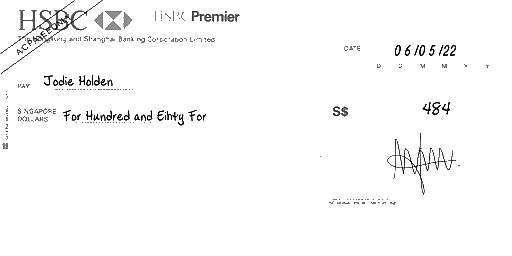 HSBC HSBC Premier
A/C PAYEE ONLY
The Hongkong and Shanghai Banking Corporation Limited
DATE 06/05/22
D D M M Y Y
PAY Jodie Holden
SINGAPORE DOLLARS For Hundred and Eihty For
S$ 484